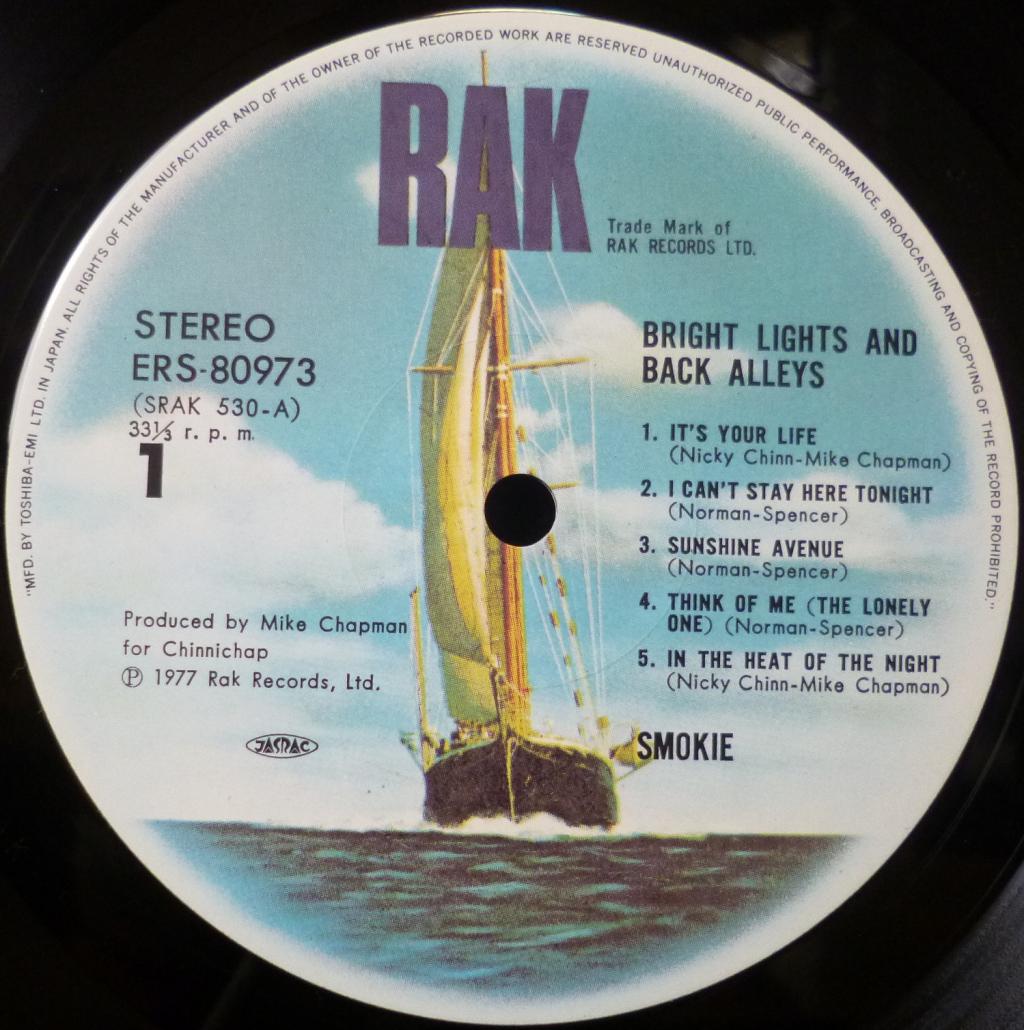 "MFD. BY TOSHIBA-EMI LTD. IN JAPAN. ALL RIGHTS OF THE MANUFACTURER AND OF THE OWNER OF THE RECORDED WORK ARE RESERVED UNAUTHORIZED PUBLIC PERFORMANCE, BROADCASTING AND COPYING OF THE RECORD PROHIBITED."
RAK
Trade Mark of
RAK RECORDS LTD.
STEREO
ERS-80973
(SRAK 530-A)
33⅓ r. p. m.
1
BRIGHT LIGHTS AND
BACK ALLEYS
1. IT'S YOUR LIFE
(Nicky Chinn-Mike Chapman)
2. I CAN'T STAY HERE TONIGHT
(Norman-Spencer)
3. SUNSHINE AVENUE
(Norman-Spencer)
4. THINK OF ME (THE LONELY
ONE) (Norman-Spencer)
5. IN THE HEAT OF THE NIGHT
(Nicky Chinn-Mike Chapman)
Produced by Mike Chapman
for Chinnichap
Ⓟ 1977 Rak Records, Ltd.
JASRAC
SMOKIE